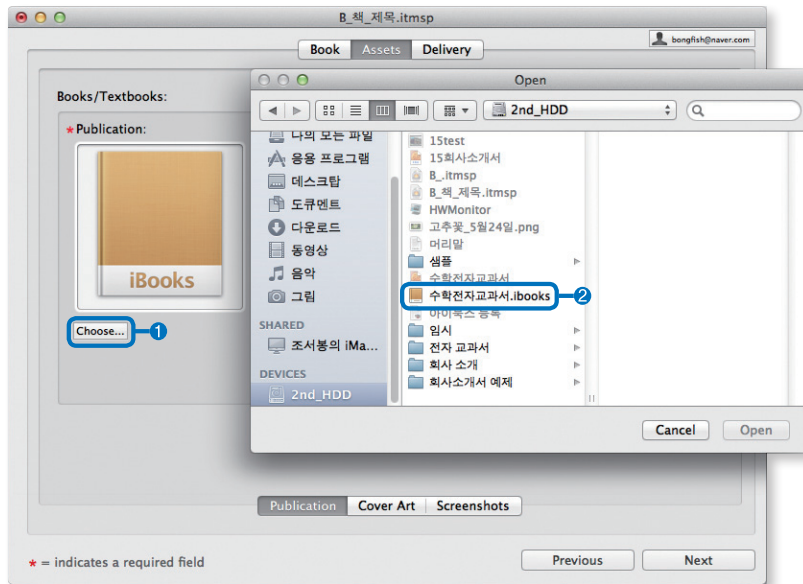 B_책_제목.itmsp
bongfish@naver.com
Book Assets Delivery
Books/Textbooks:
*Publication:
iBooks
Choose... 1
Open
2nd_HDD
나의 모든 파일
응용 프로그램
데스크탑
도큐멘트
다운로드
동영상
음악
그림
SHARED
조서봉의 iMa...
DEVICES
2nd_HDD
15test
15회사소개서
B_.itmsp
B_책_제목.itmsp
HWMonitor
고추꽃_5월24일.png
머리말
샘플
수학전자교과서
수학전자교과서.ibooks 2
아이북스 등록
임시
전자 교과서
회사 소개
회사소개서 예제
Cancel Open
Publication Cover Art Screenshots
* = indicates a required field
Previous Next